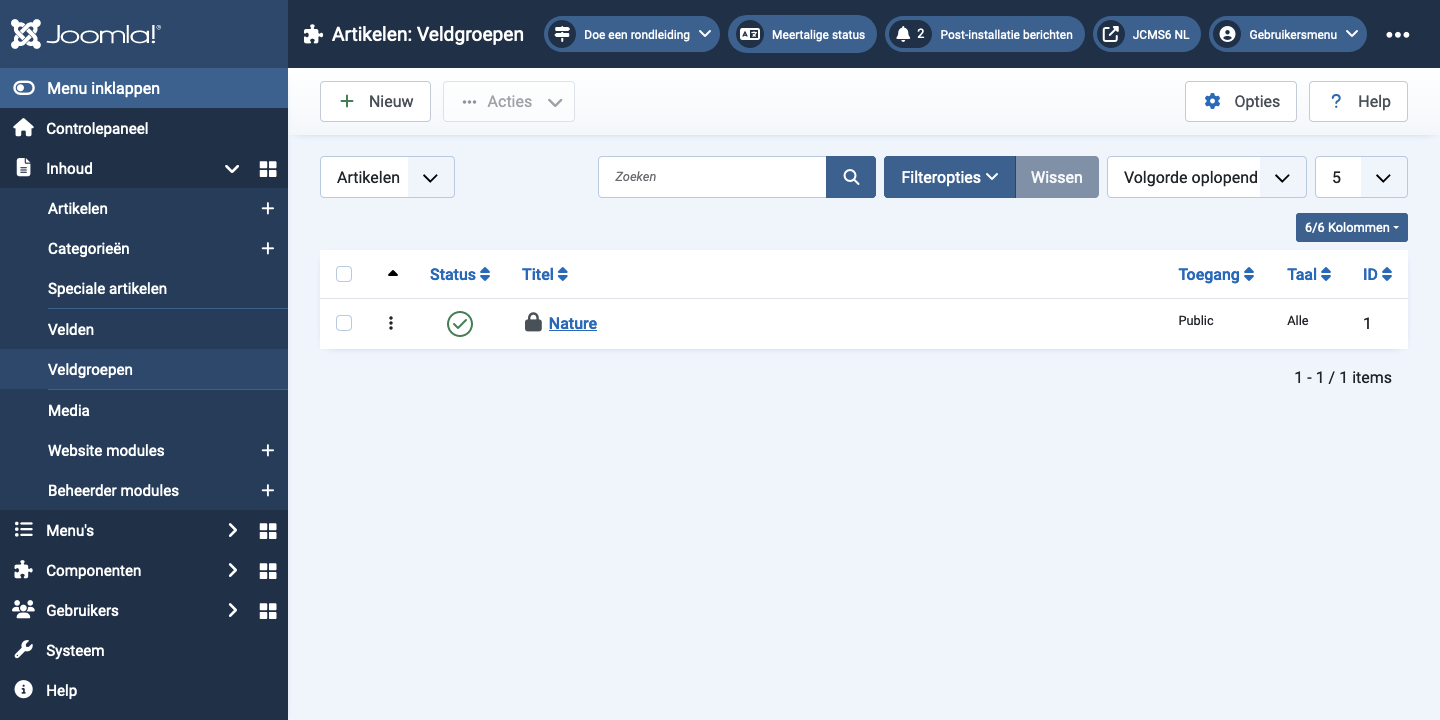 Joomla!®
Artikelen: Veldgroepen
Doe een rondleiding
Meertalige status
2 Post-installatie berichten
JCMS6 NL
Gebruikersmenu
Menu inklappen
Controlepaneel
Inhoud
Artikelen
Categorieën
Speciale artikelen
Velden
Veldgroepen
Media
Website modules
Beheerder modules
Menu's
Componenten
Gebruikers
Systeem
Help
Nieuw
Acties
Opties
Help
Artikelen
Zoeken
Filteropties
Wissen
Volgorde oplopend
5
6/6 Kolommen
Status Titel Toegang Taal ID
Nature Public Alle 1
1 - 1 / 1 items